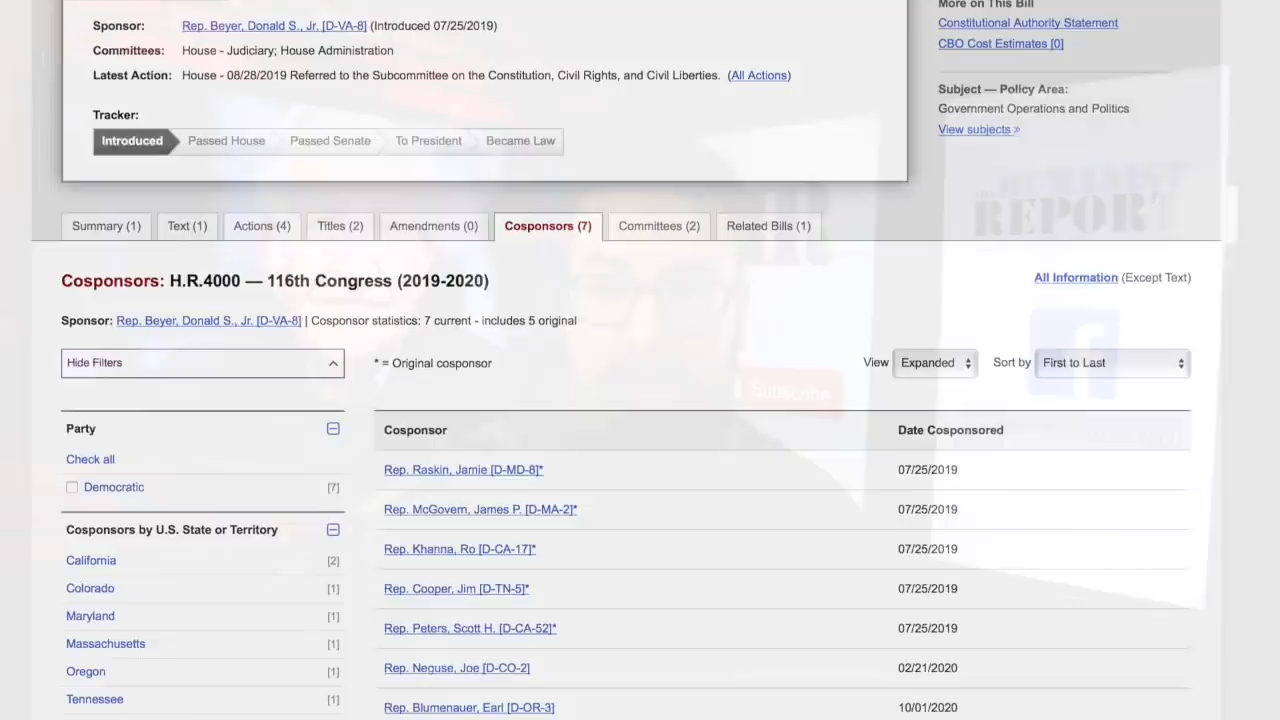 More on This Bill
Sponsor: Rep. Beyer, Donald S., Jr. [D-VA-8] (Introduced 07/25/2019)
Constitutional Authority Statement
CBO Cost Estimates [0]
Committees: House - Judiciary; House Administration
Latest Action: House - 08/28/2019 Referred to the Subcommittee on the Constitution, Civil Rights, and Civil Liberties. (All Actions)
Subject — Policy Area:
Government Operations and Politics
View subjects »
Tracker:
Introduced Passed House Passed Senate To President Became Law
HUMANIST
REPORT
Summary (1) Text (1) Actions (4) Titles (2) Amendments (0) Cosponsors (7) Committees (2) Related Bills (1)
Cosponsors: H.R.4000 — 116th Congress (2019-2020)
All Information (Except Text)
Sponsor: Rep. Beyer, Donald S., Jr. [D-VA-8] | Cosponsor statistics: 7 current - includes 5 original
Hide Filters
* = Original cosponsor
View Expanded Sort by First to Last
Subscribe
Party
Check all
Democratic [7]
Cosponsors by U.S. State or Territory
California [2]
Colorado [1]
Maryland [1]
Massachusetts [1]
Oregon [1]
Tennessee [1]
Cosponsor Date Cosponsored
Rep. Raskin, Jamie [D-MD-8]* 07/25/2019
Rep. McGovern, James P. [D-MA-2]* 07/25/2019
Rep. Khanna, Ro [D-CA-17]* 07/25/2019
Rep. Cooper, Jim [D-TN-5]* 07/25/2019
Rep. Peters, Scott H. [D-CA-52]* 07/25/2019
Rep. Neguse, Joe [D-CO-2] 02/21/2020
Rep. Blumenauer, Earl [D-OR-3] 10/01/2020